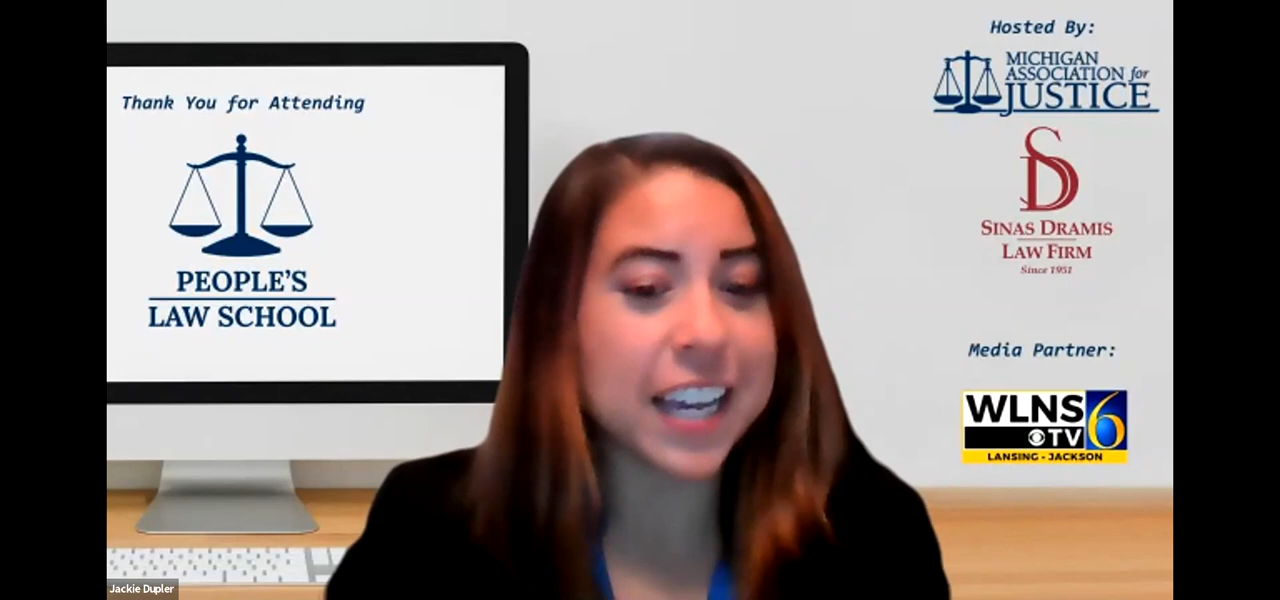 Thank You for Attending
PEOPLE'S
LAW SCHOOL
Hosted By:
MICHIGAN
ASSOCIATION for
JUSTICE
SD
SINAS DRAMIS
LAW FIRM
Since 1951
Media Partner:
WLNS 6
TV
LANSING - JACKSON
Jackie Dupler